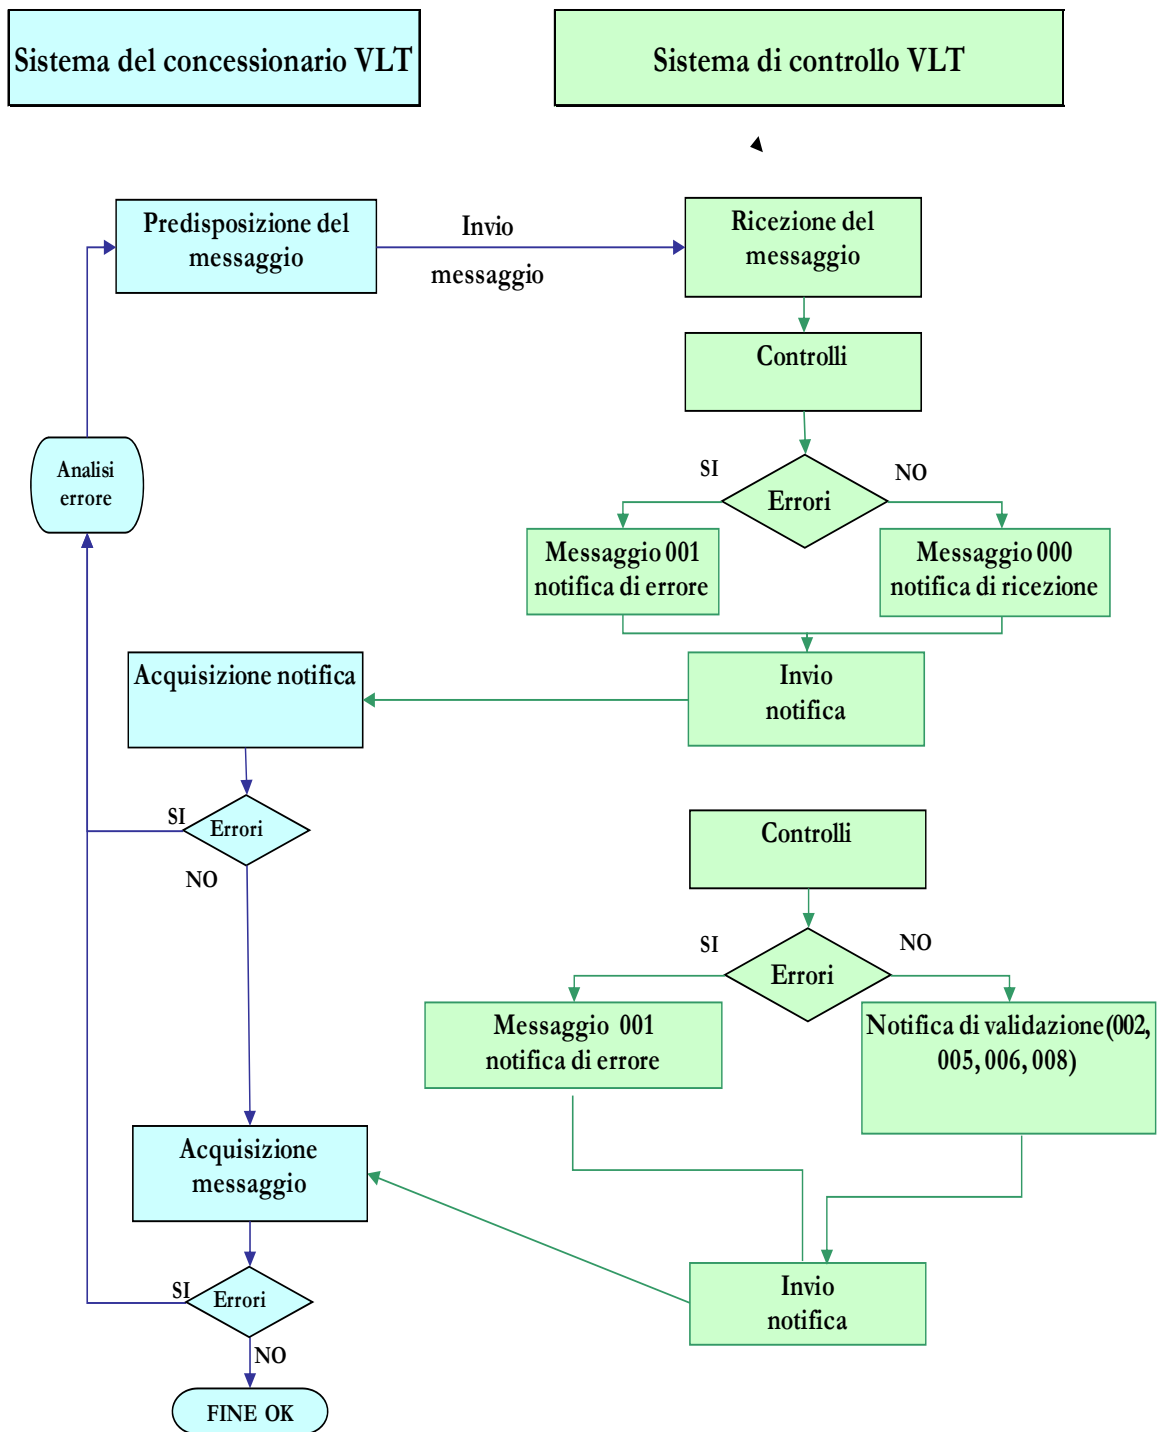 Sistema del concessionario VLT
Sistema di controllo VLT
Predisposizione del
messaggio
Invio
messaggio
Ricezione del
messaggio
Controlli
Analisi
errore
SI
NO
Errori
Messaggio 001
notifica di errore
Messaggio 000
notifica di ricezione
Acquisizione notifica
Invio
notifica
SI
Errori
NO
Controlli
SI
NO
Errori
Messaggio 001
notifica di errore
Notifica di validazione(002,
005, 006, 008)
Acquisizione
messaggio
SI
Errori
NO
Invio
notifica
FINE OK